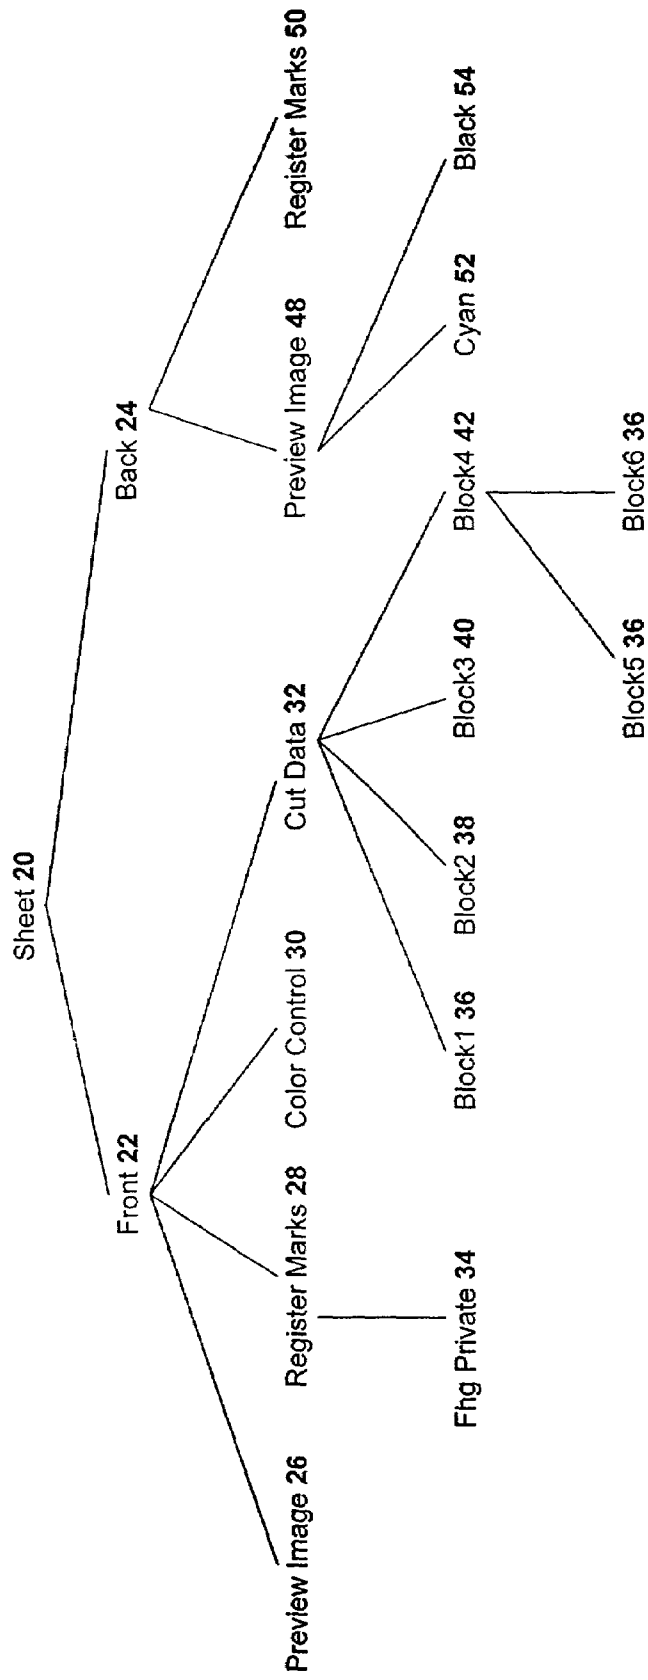 Sheet 20
Front 22
Back 24
Preview Image 26
Register Marks 28
Color Control 30
Cut Data 32
Preview Image 48
Register Marks 50
Fhg Private 34
Block1 36
Block2 38
Block3 40
Block4 42
Cyan 52
Black 54
Block5 36
Block6 36